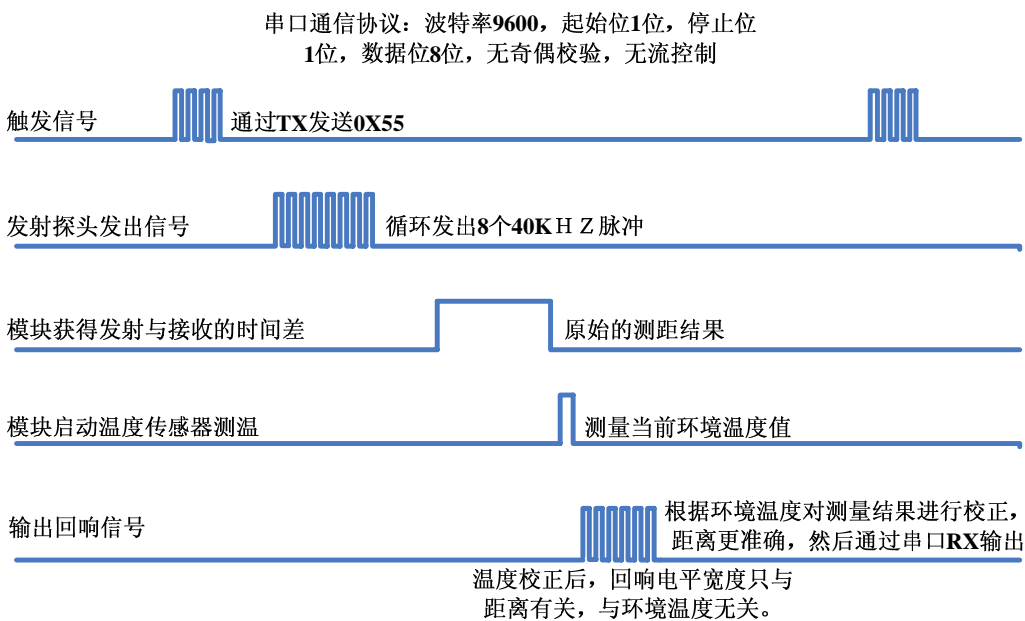 串口通信协议：波特率9600，起始位1位，停止位
1位，数据位8位，无奇偶校验，无流控制
触发信号
通过TX发送0X55
发射探头发出信号
循环发出8个40KＨＺ脉冲
模块获得发射与接收的时间差
原始的测距结果
模块启动温度传感器测温
测量当前环境温度值
输出回响信号
根据环境温度对测量结果进行校正，
距离更准确，然后通过串口RX输出
温度校正后，回响电平宽度只与
距离有关，与环境温度无关。